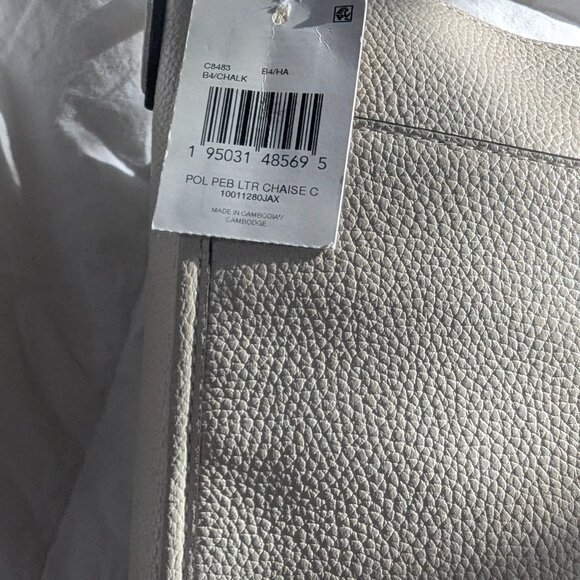 C8483 B4/HA
B4/CHALK
1 95031 48569 5
POL PEB LTR CHAISE C
10011280JAX
MADE IN CAMBODIA*/
CAMBODGE